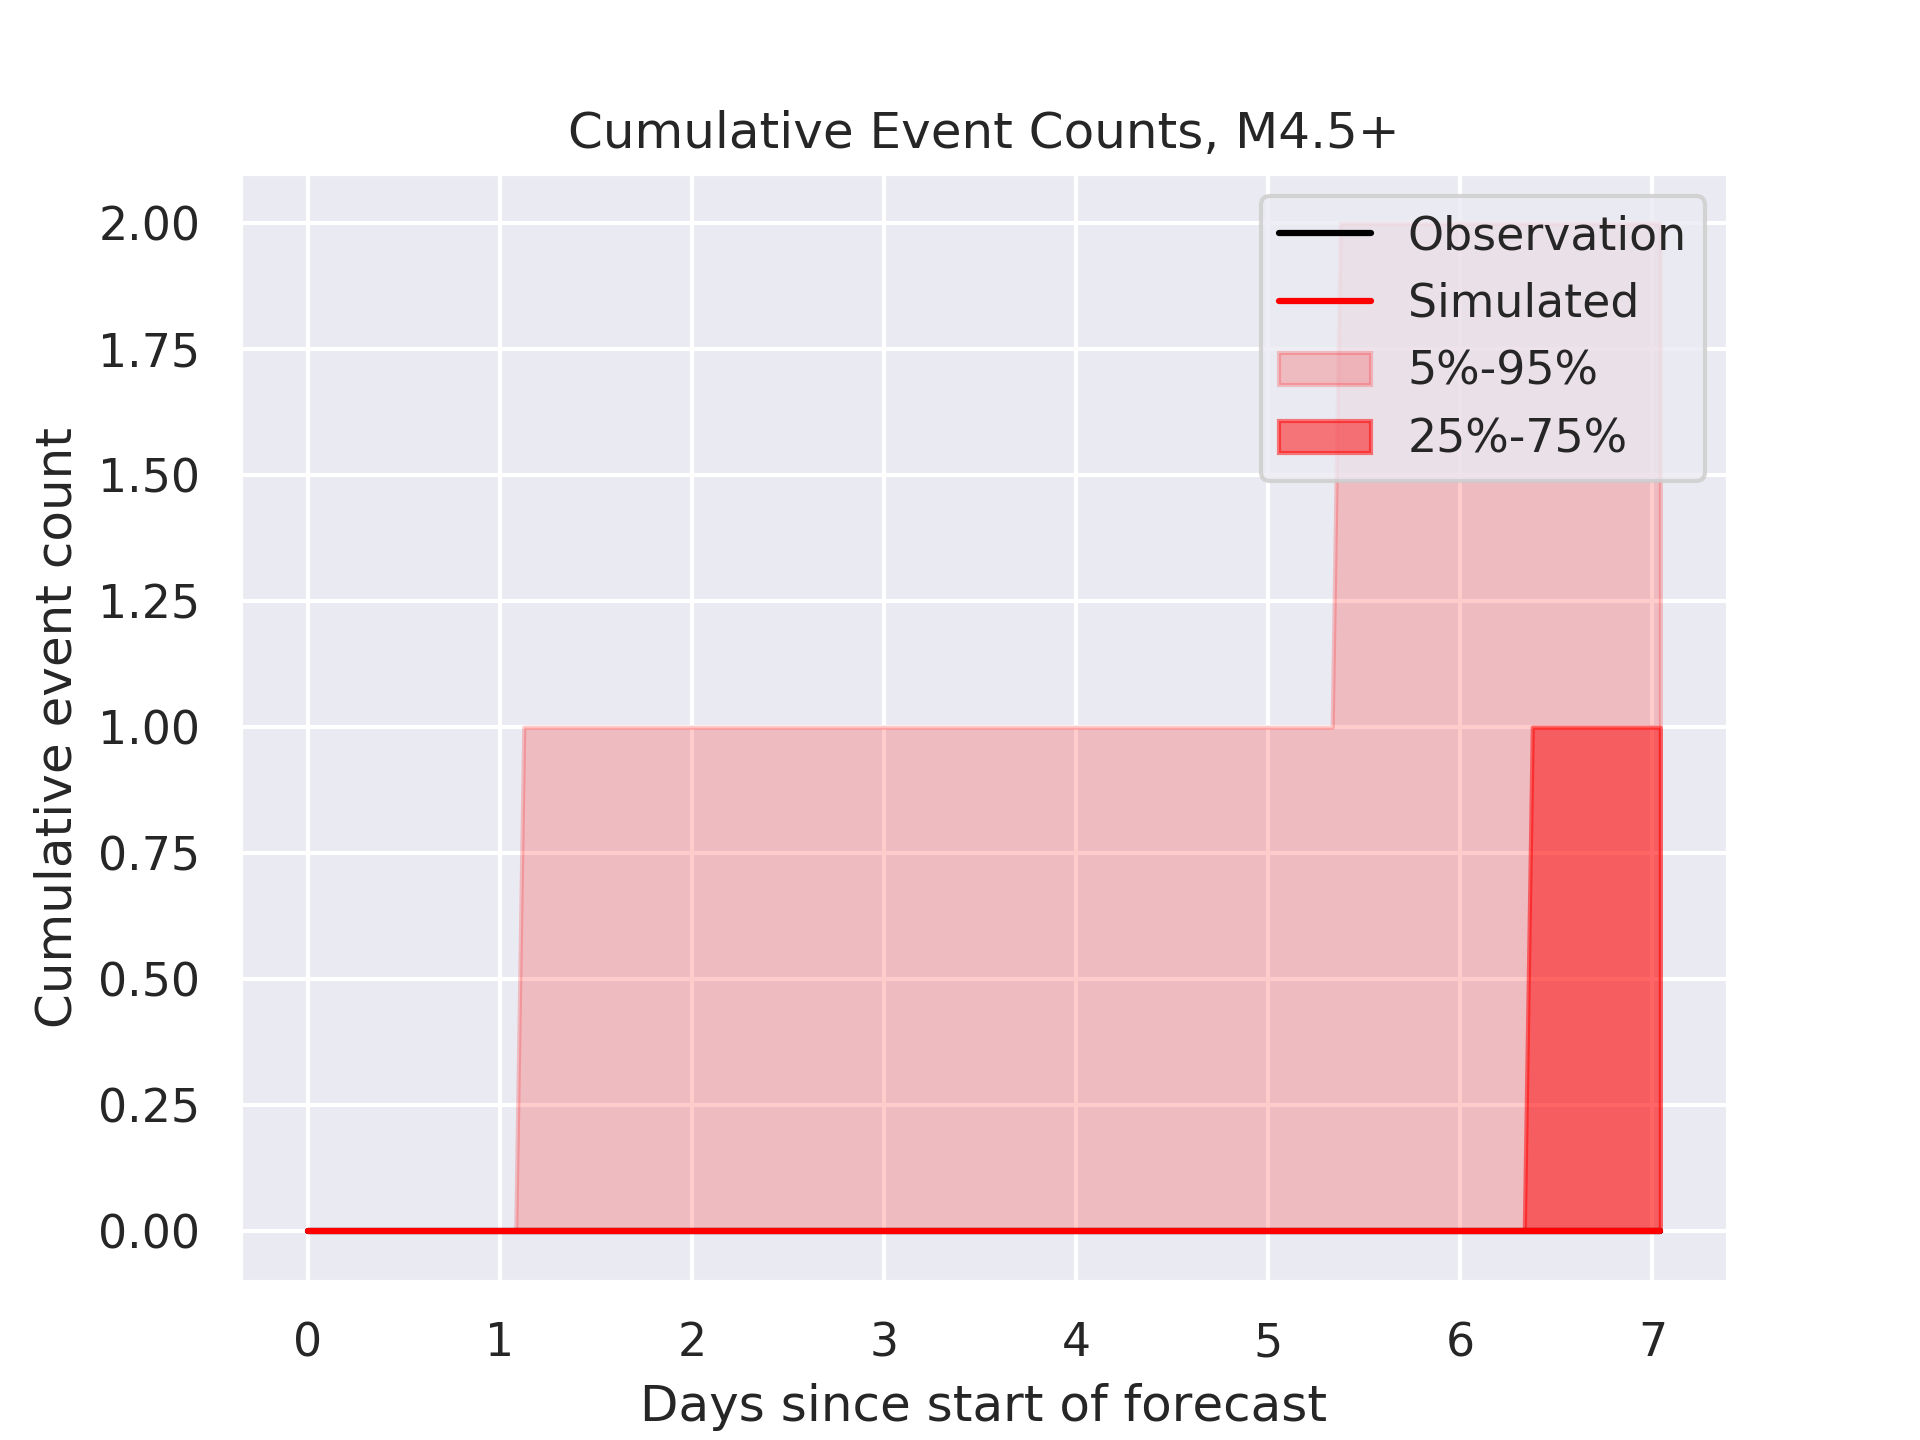 Cumulative Event Counts, M4.5+
Observation
Simulated
5%-95%
25%-75%
Cumulative event count
2.00
1.75
1.50
1.25
1.00
0.75
0.50
0.25
0.00
0 1 2 3 4 5 6 7
Days since start of forecast